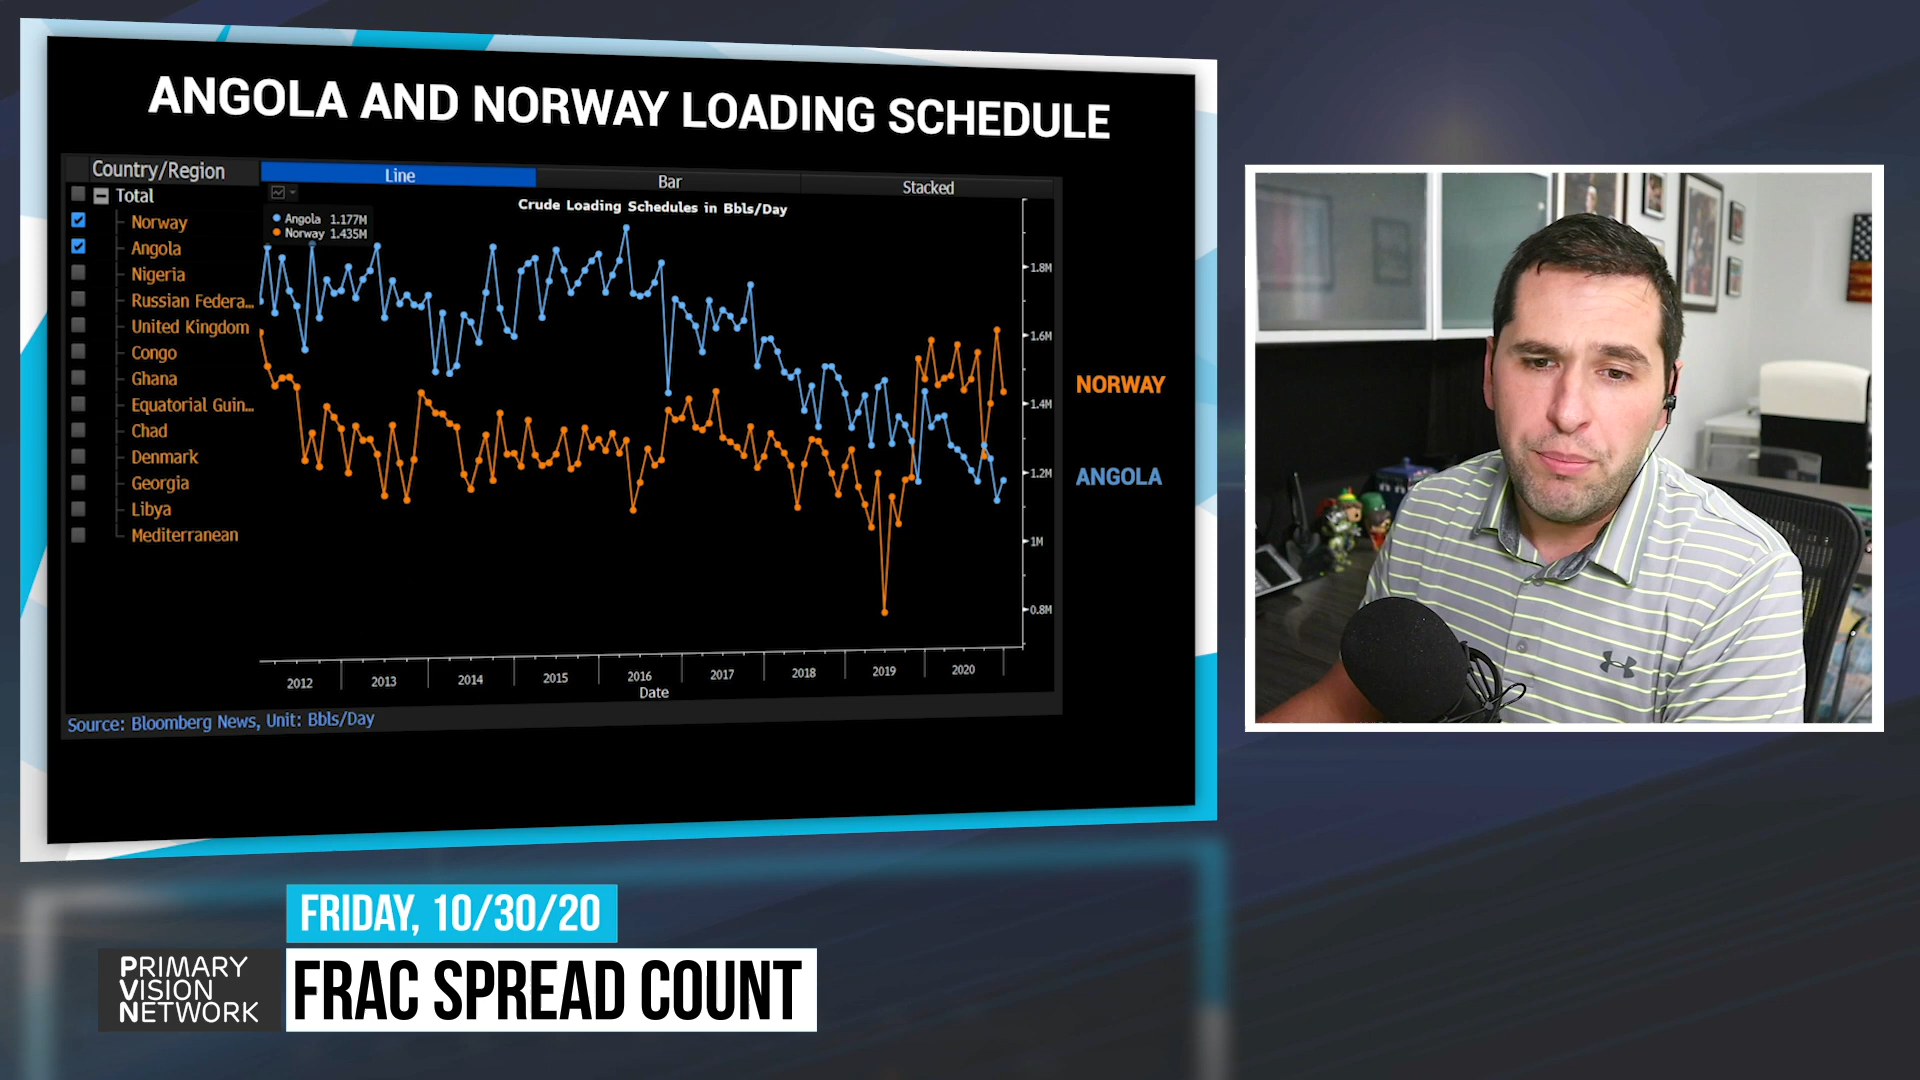 ANGOLA AND NORWAY LOADING SCHEDULE
Country/Region
Line
Bar
Stacked
Total
Norway
Angola
Nigeria
Russian Federa...
United Kingdom
Congo
Ghana
Equatorial Guin...
Chad
Denmark
Georgia
Libya
Mediterranean
Crude Loading Schedules in Bbls/Day
Angola 1.177M
Norway 1.435M
1.8M
1.6M
1.4M
1.2M
1M
0.8M
NORWAY
ANGOLA
2012
2013
2014
2015
2016
2017
2018
2019
2020
Date
Source: Bloomberg News, Unit: Bbls/Day
FRIDAY, 10/30/20
PRIMARY
VISION
NETWORK
FRAC SPREAD COUNT